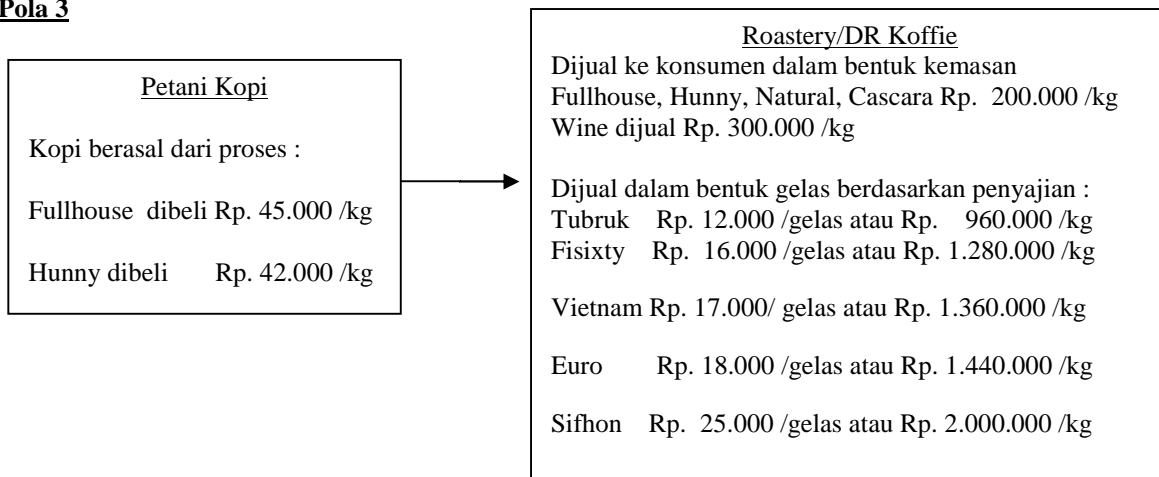 Pola 3
Petani Kopi
Kopi berasal dari proses :
Fullhouse dibeli Rp. 45.000 /kg
Hunny dibeli Rp. 42.000 /kg
Roastery/DR Koffie
Dijual ke konsumen dalam bentuk kemasan
Fullhouse, Hunny, Natural, Cascara Rp. 200.000 /kg
Wine dijual Rp. 300.000 /kg
Dijual dalam bentuk gelas berdasarkan penyajian :
Tubruk Rp. 12.000 /gelas atau Rp. 960.000 /kg
Fisixty Rp. 16.000 /gelas atau Rp. 1.280.000 /kg
Vietnam Rp. 17.000/ gelas atau Rp. 1.360.000 /kg
Euro Rp. 18.000 /gelas atau Rp. 1.440.000 /kg
Sifhon Rp. 25.000 /gelas atau Rp. 2.000.000 /kg